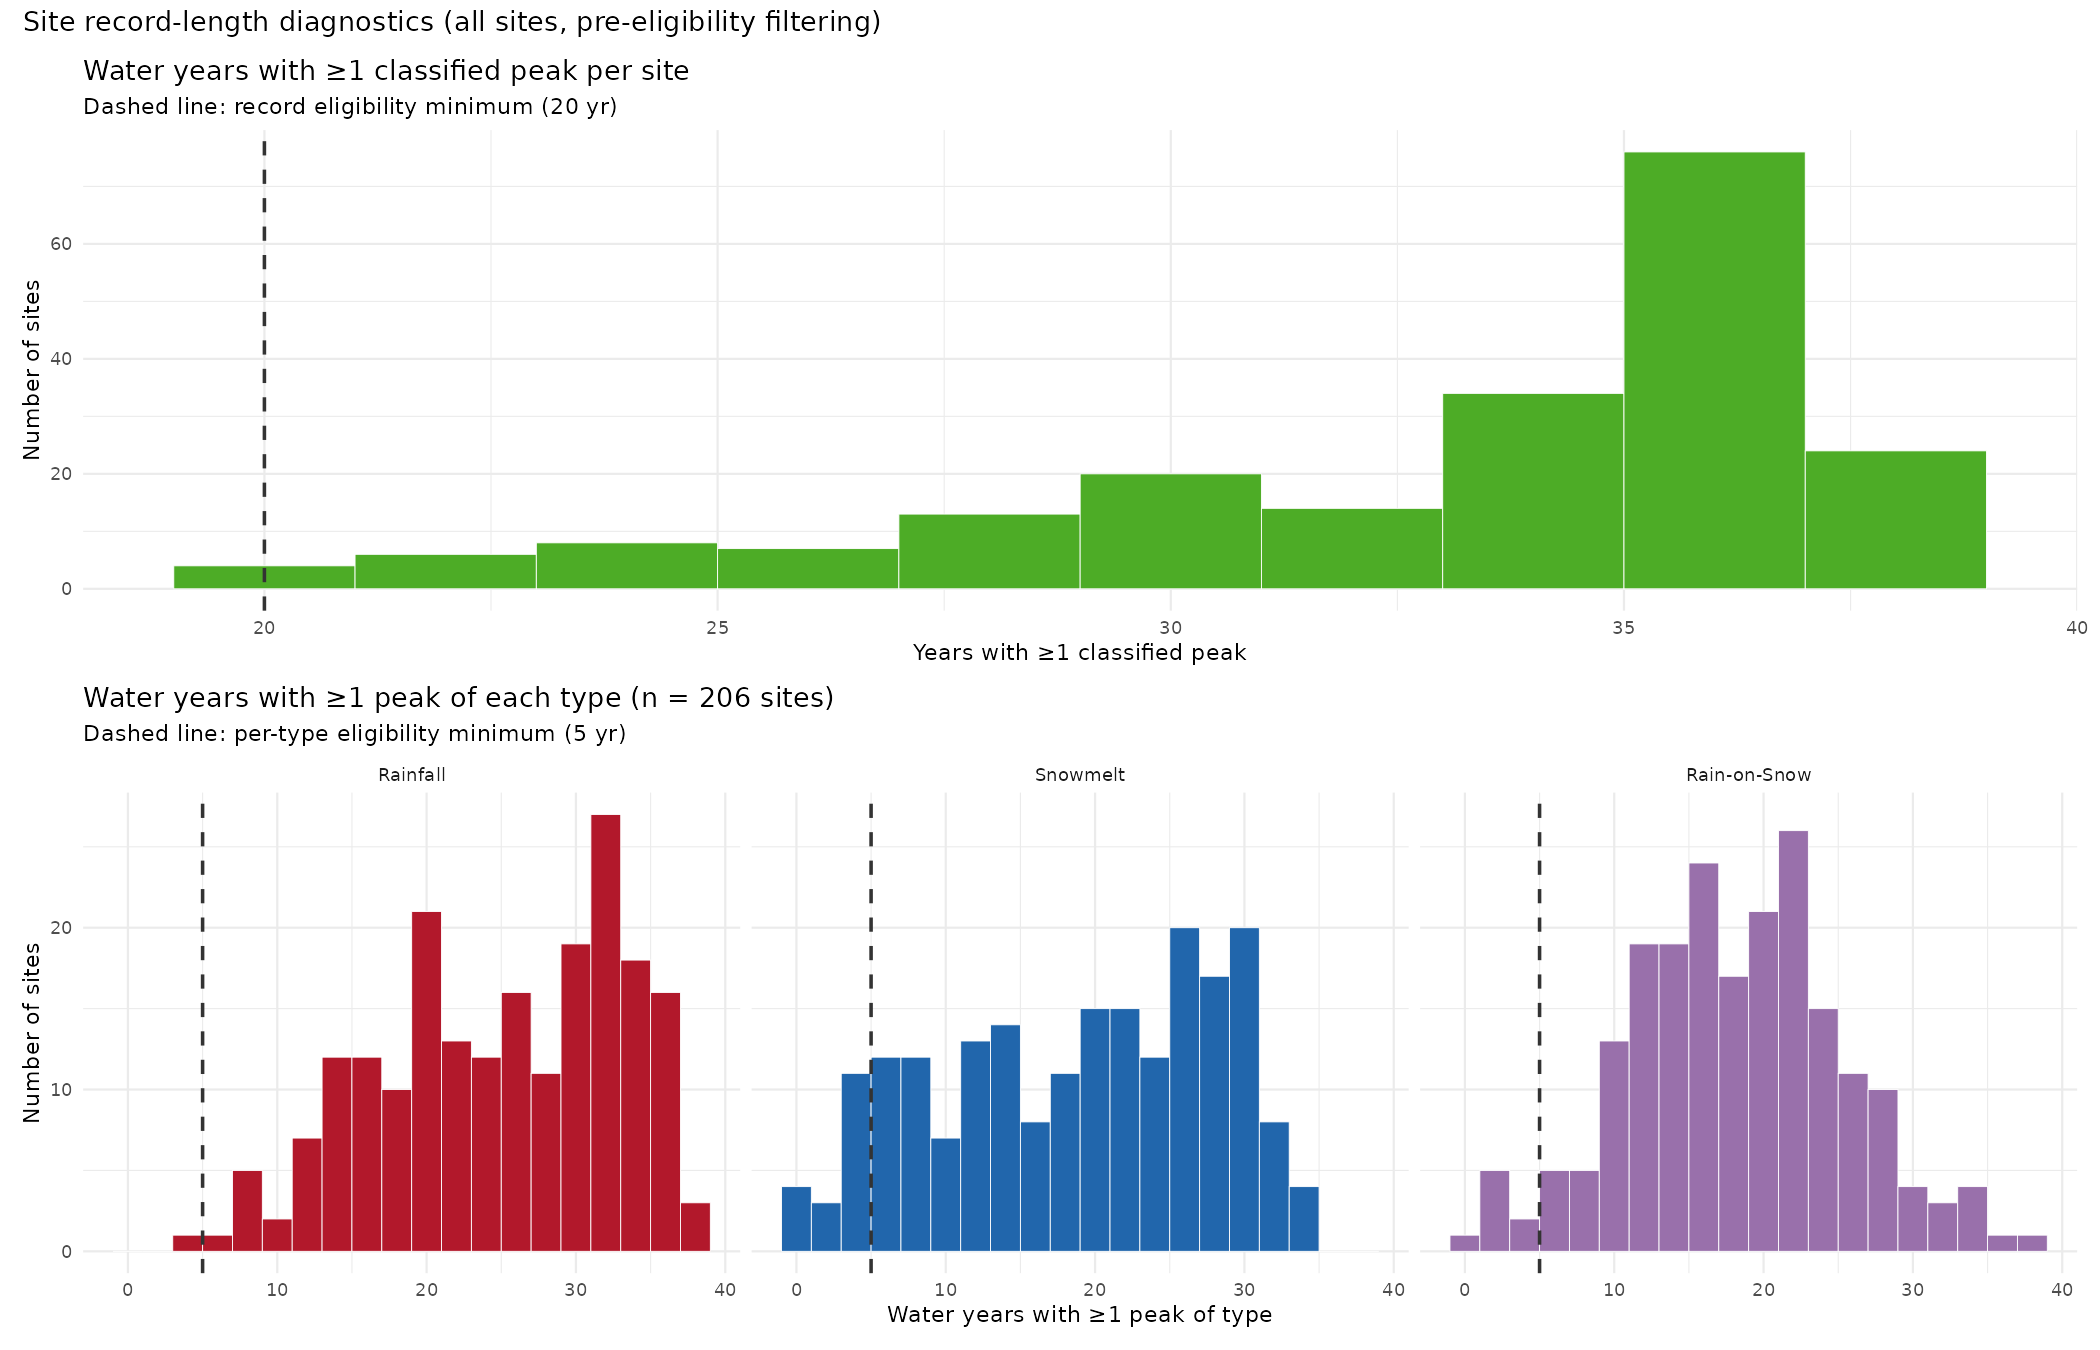 Site record-length diagnostics (all sites, pre-eligibility filtering)
Water years with ≥1 classified peak per site
Dashed line: record eligibility minimum (20 yr)
Number of sites
60
40
20
0
20 25 30 35 40
Years with ≥1 classified peak
Water years with ≥1 peak of each type (n = 206 sites)
Dashed line: per-type eligibility minimum (5 yr)
Rainfall Snowmelt Rain-on-Snow
Number of sites
20
10
0
0 10 20 30 40 0 10 20 30 40 0 10 20 30 40
Water years with ≥1 peak of type